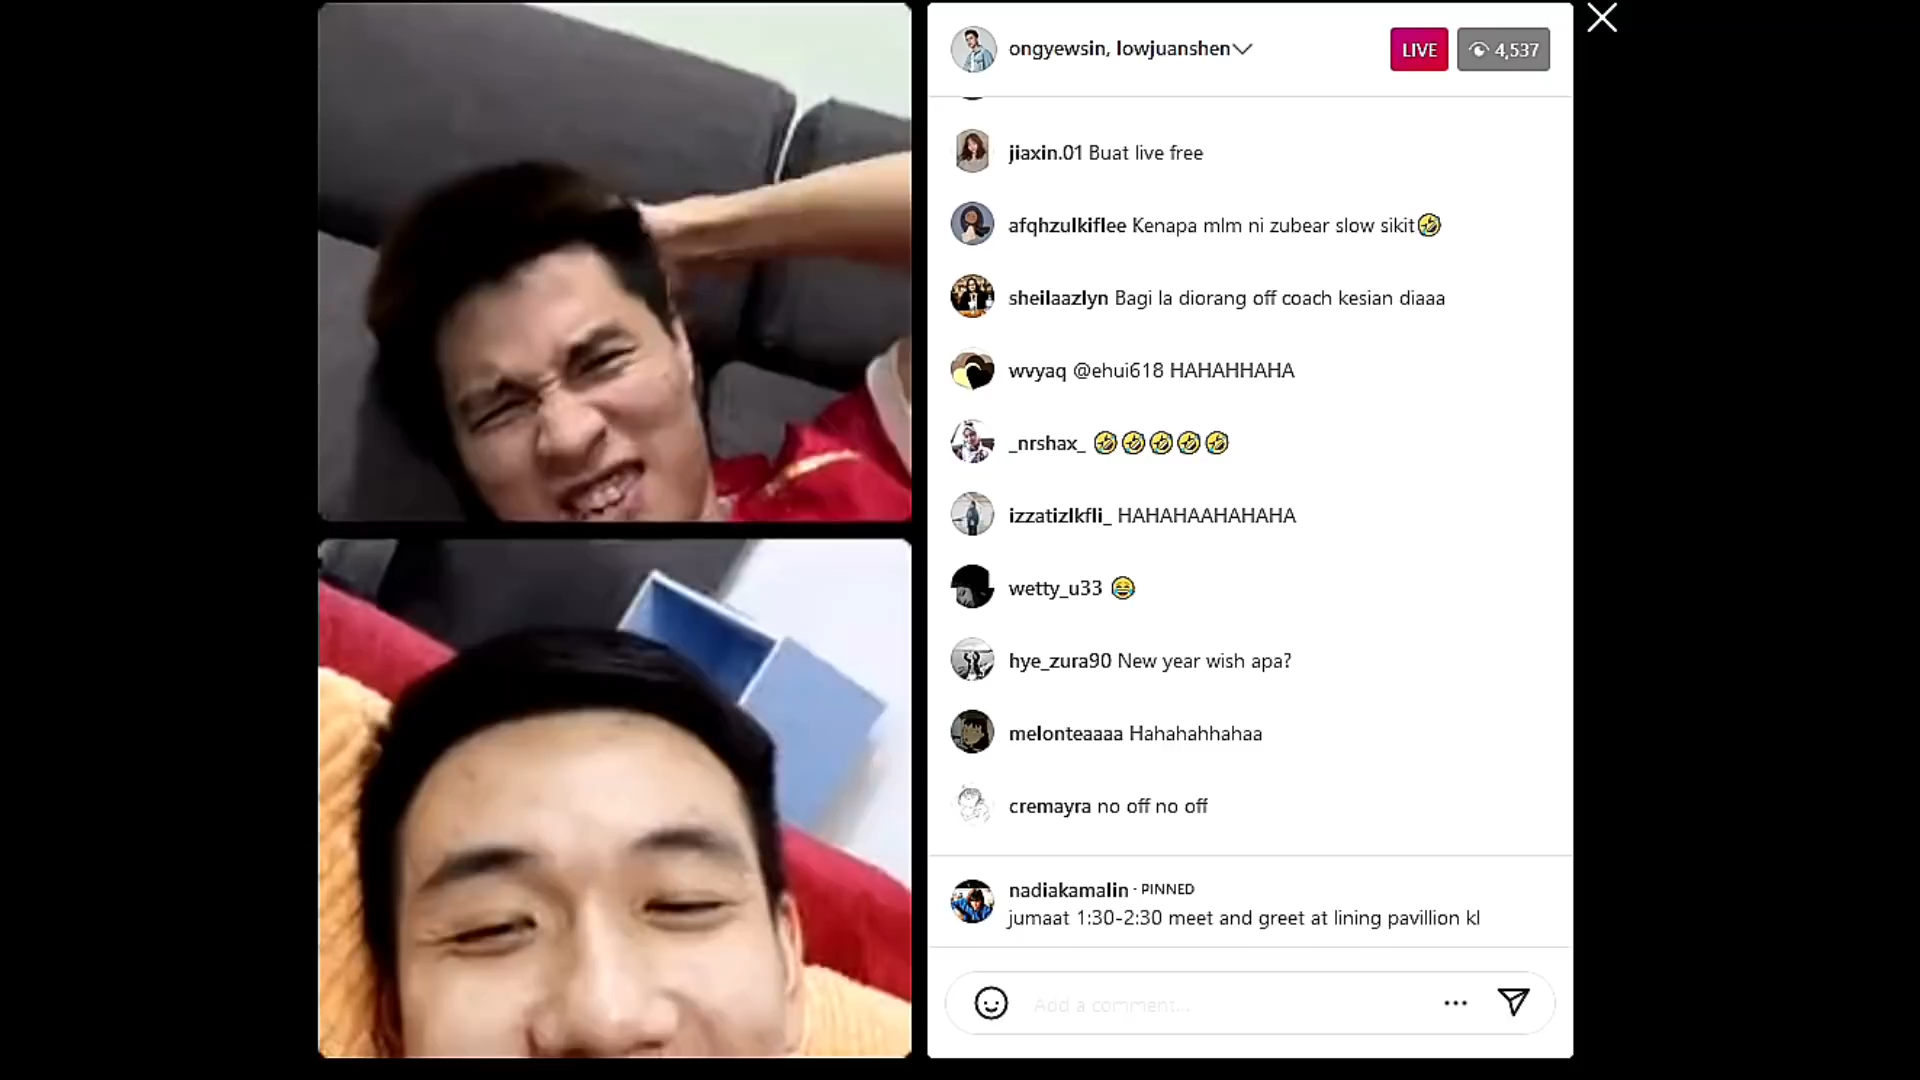 ongyewsin, lowjuanshen
LIVE
4,537
jiaxin.01 Buat live free
afqhzulkiflee Kenapa mlm ni zubear slow sikit🤣
sheilaazlyn Bagi la diorang off coach kesian diaaa
wvyaq @ehui618 HAHAHHAHA
_nrshax_ 🤣🤣🤣🤣🤣
izzatizlkfli_ HAHAHAAHAHAHA
wetty_u33 😂
hye_zura90 New year wish apa?
melonteaaaa Hahahahhahaa
cremayra no off no off
nadiakamalin · PINNED
jumaat 1:30-2:30 meet and greet at lining pavillion kl
Add a comment...